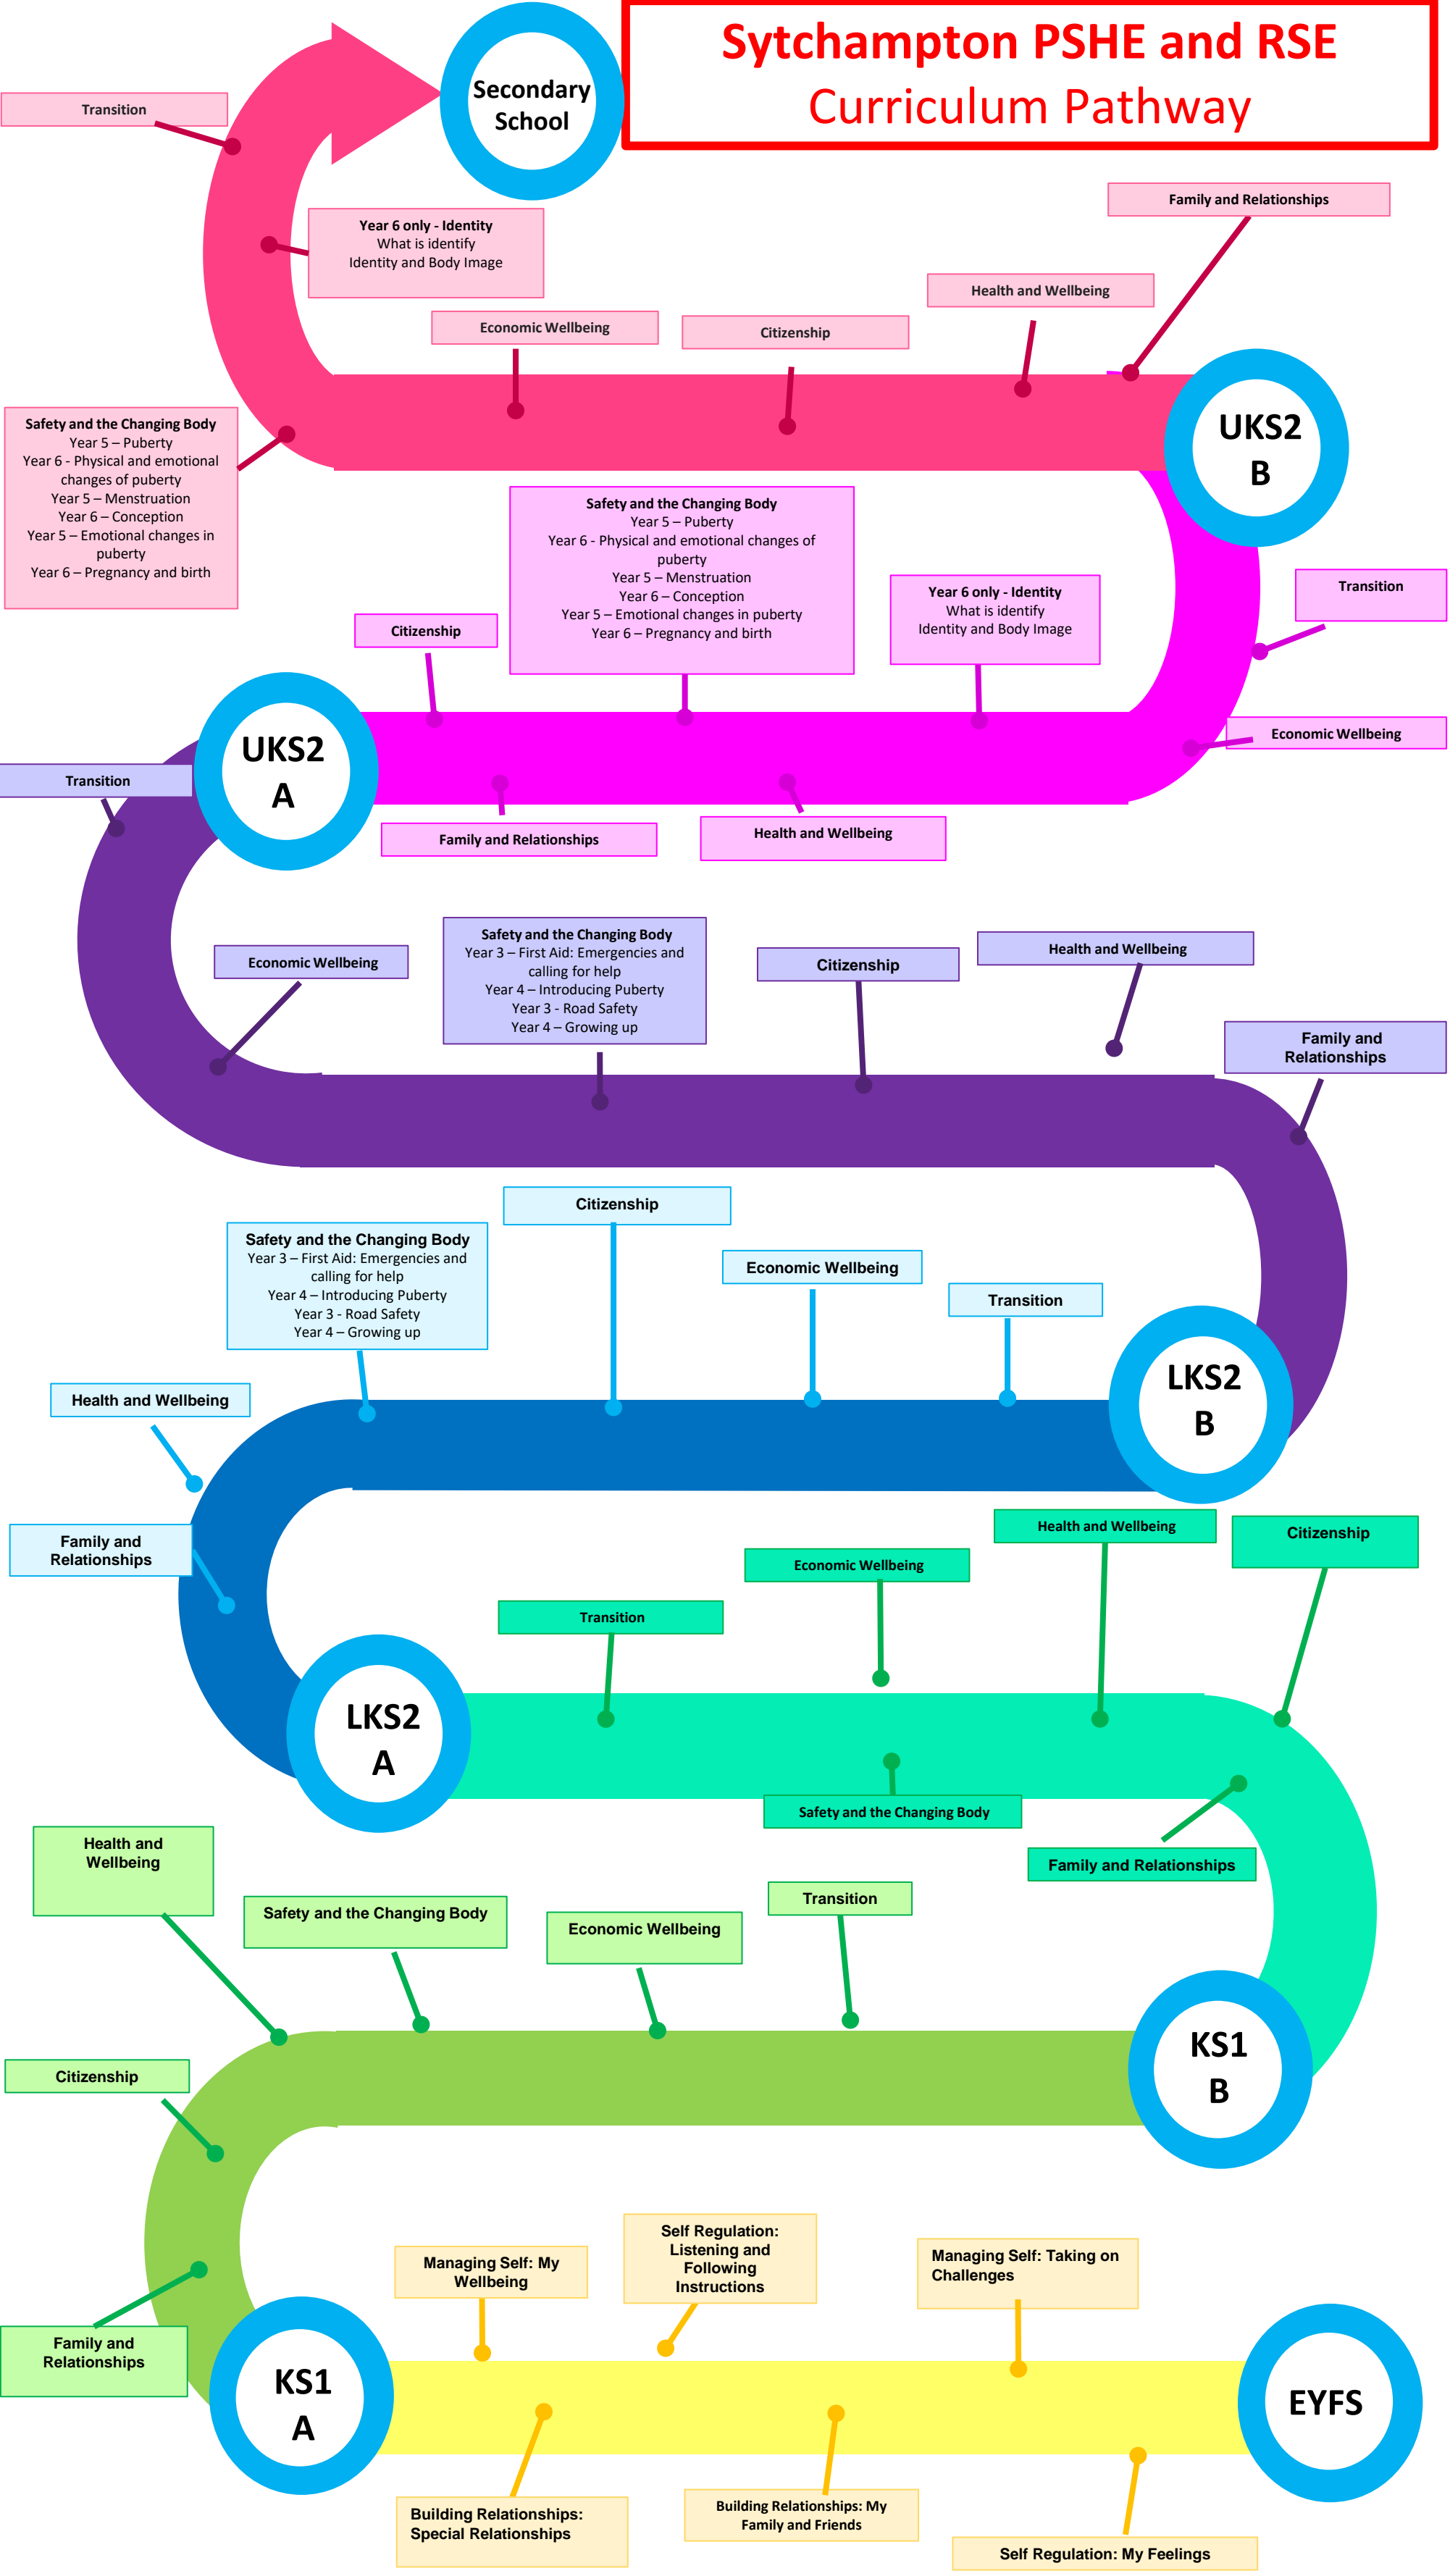 Sytchampton PSHE and RSE
Curriculum Pathway
Secondary
School
Transition
Family and Relationships
Year 6 only - Identity
What is identify
Identity and Body Image
Health and Wellbeing
Economic Wellbeing
Citizenship
Safety and the Changing Body
Year 5 – Puberty
Year 6 - Physical and emotional
changes of puberty
Year 5 – Menstruation
Year 6 – Conception
Year 5 – Emotional changes in
puberty
Year 6 – Pregnancy and birth
UKS2
B
Safety and the Changing Body
Year 5 – Puberty
Year 6 - Physical and emotional changes of
puberty
Year 5 – Menstruation
Year 6 – Conception
Year 5 – Emotional changes in puberty
Year 6 – Pregnancy and birth
Year 6 only - Identity
What is identify
Identity and Body Image
Transition
Citizenship
Economic Wellbeing
UKS2
A
Transition
Family and Relationships
Health and Wellbeing
Safety and the Changing Body
Year 3 – First Aid: Emergencies and
calling for help
Year 4 – Introducing Puberty
Year 3 - Road Safety
Year 4 – Growing up
Economic Wellbeing
Citizenship
Health and Wellbeing
Family and
Relationships
Citizenship
Safety and the Changing Body
Year 3 – First Aid: Emergencies and
calling for help
Year 4 – Introducing Puberty
Year 3 - Road Safety
Year 4 – Growing up
Economic Wellbeing
Transition
Health and Wellbeing
LKS2
B
Family and
Relationships
Health and Wellbeing
Citizenship
Economic Wellbeing
Transition
LKS2
A
Safety and the Changing Body
Family and Relationships
Health and
Wellbeing
Transition
Safety and the Changing Body
Economic Wellbeing
KS1
B
Citizenship
Self Regulation:
Listening and
Following
Instructions
Managing Self: My
Wellbeing
Managing Self: Taking on
Challenges
Family and
Relationships
KS1
A
EYFS
Building Relationships:
Special Relationships
Building Relationships: My
Family and Friends
Self Regulation: My Feelings